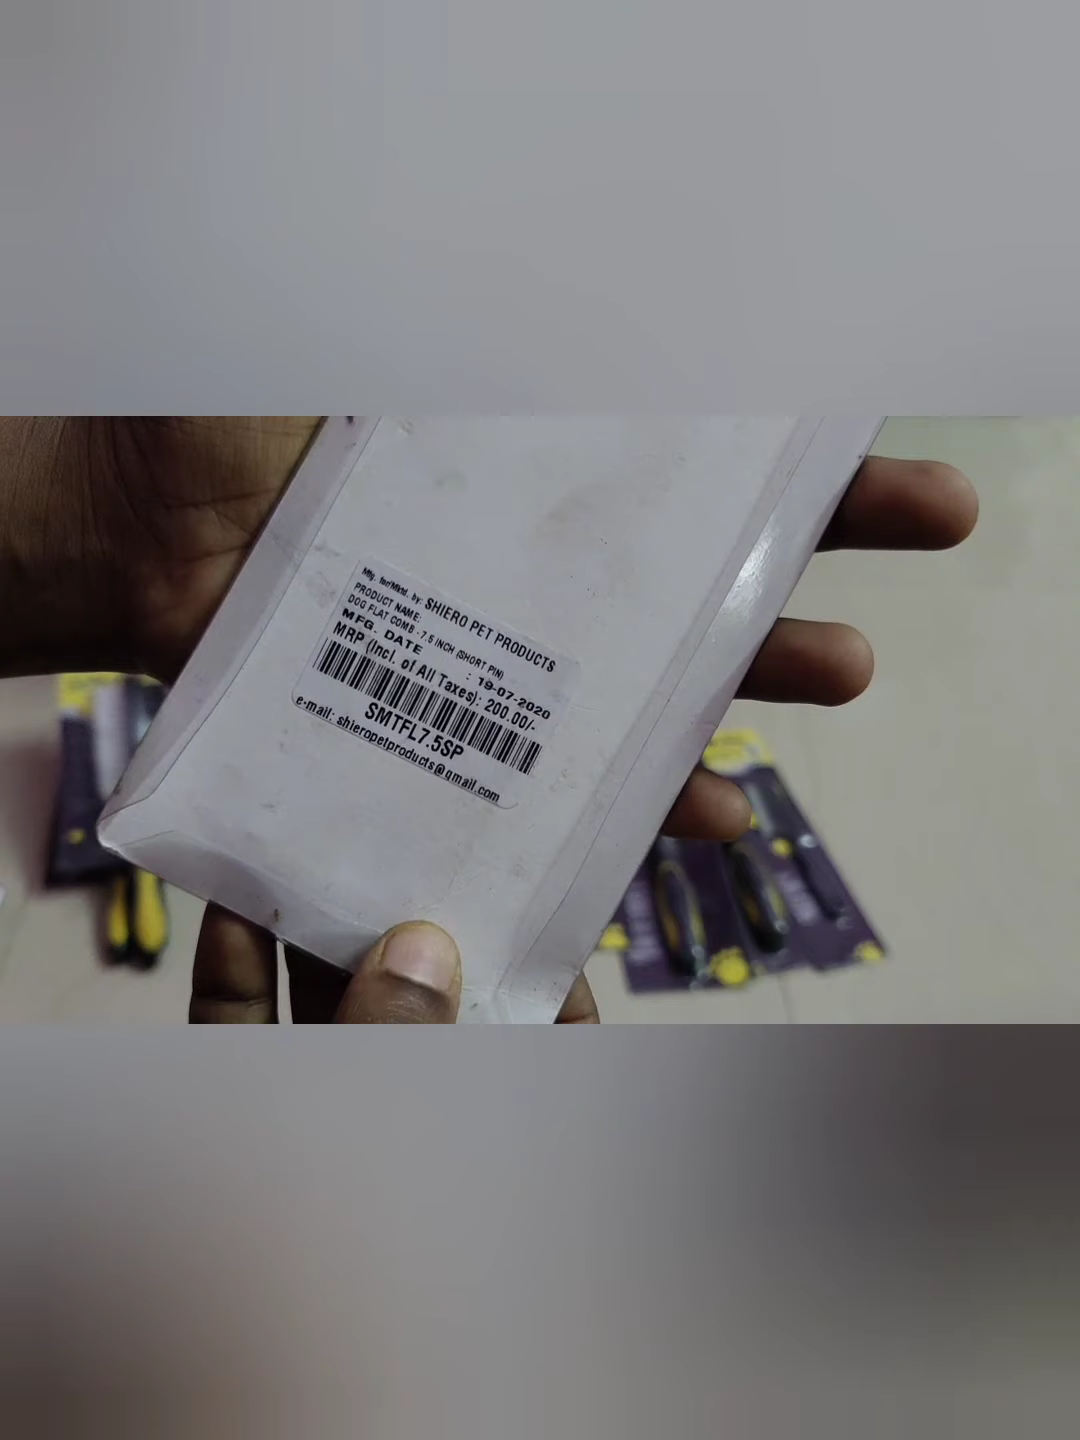 Mfg. for/Mktd. by: SHIERO PET PRODUCTS
PRODUCT NAME:
DOG FLAT COMB - 7.5 INCH (SHORT PIN)
MFG. DATE : 19-07-2020
MRP (Incl. of All Taxes): 200.00/-
SMTFL7.5SP
e-mail: shieropetproducts@gmail.com